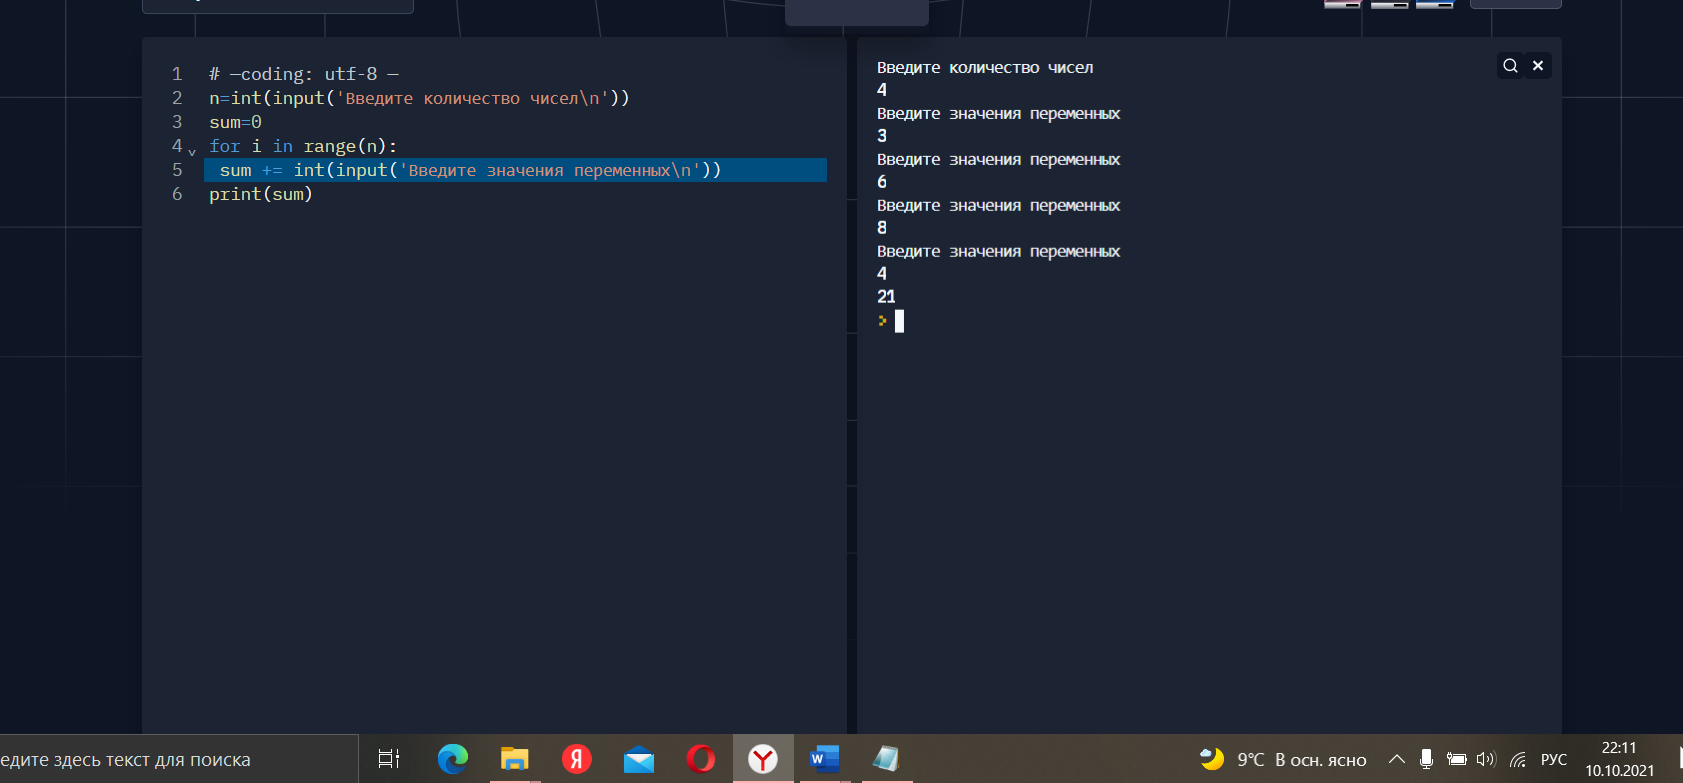 1 # —coding: utf-8 —
2 n=int(input('Введите количество чисел\n'))
3 sum=0
4 for i in range(n):
5 sum += int(input('Введите значения переменных\n'))
6 print(sum)
Введите количество чисел
4
Введите значения переменных
3
Введите значения переменных
6
Введите значения переменных
8
Введите значения переменных
4
21
>
едите здесь текст для поиска
Я
W
9°C В осн. ясно
РУС
22:11
10.10.2021